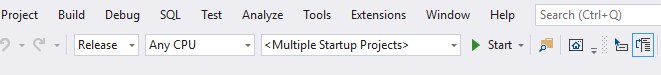 Project Build Debug SQL Test Analyze Tools Extensions Window Help Search (Ctrl+Q)
Release Any CPU <Multiple Startup Projects> Start